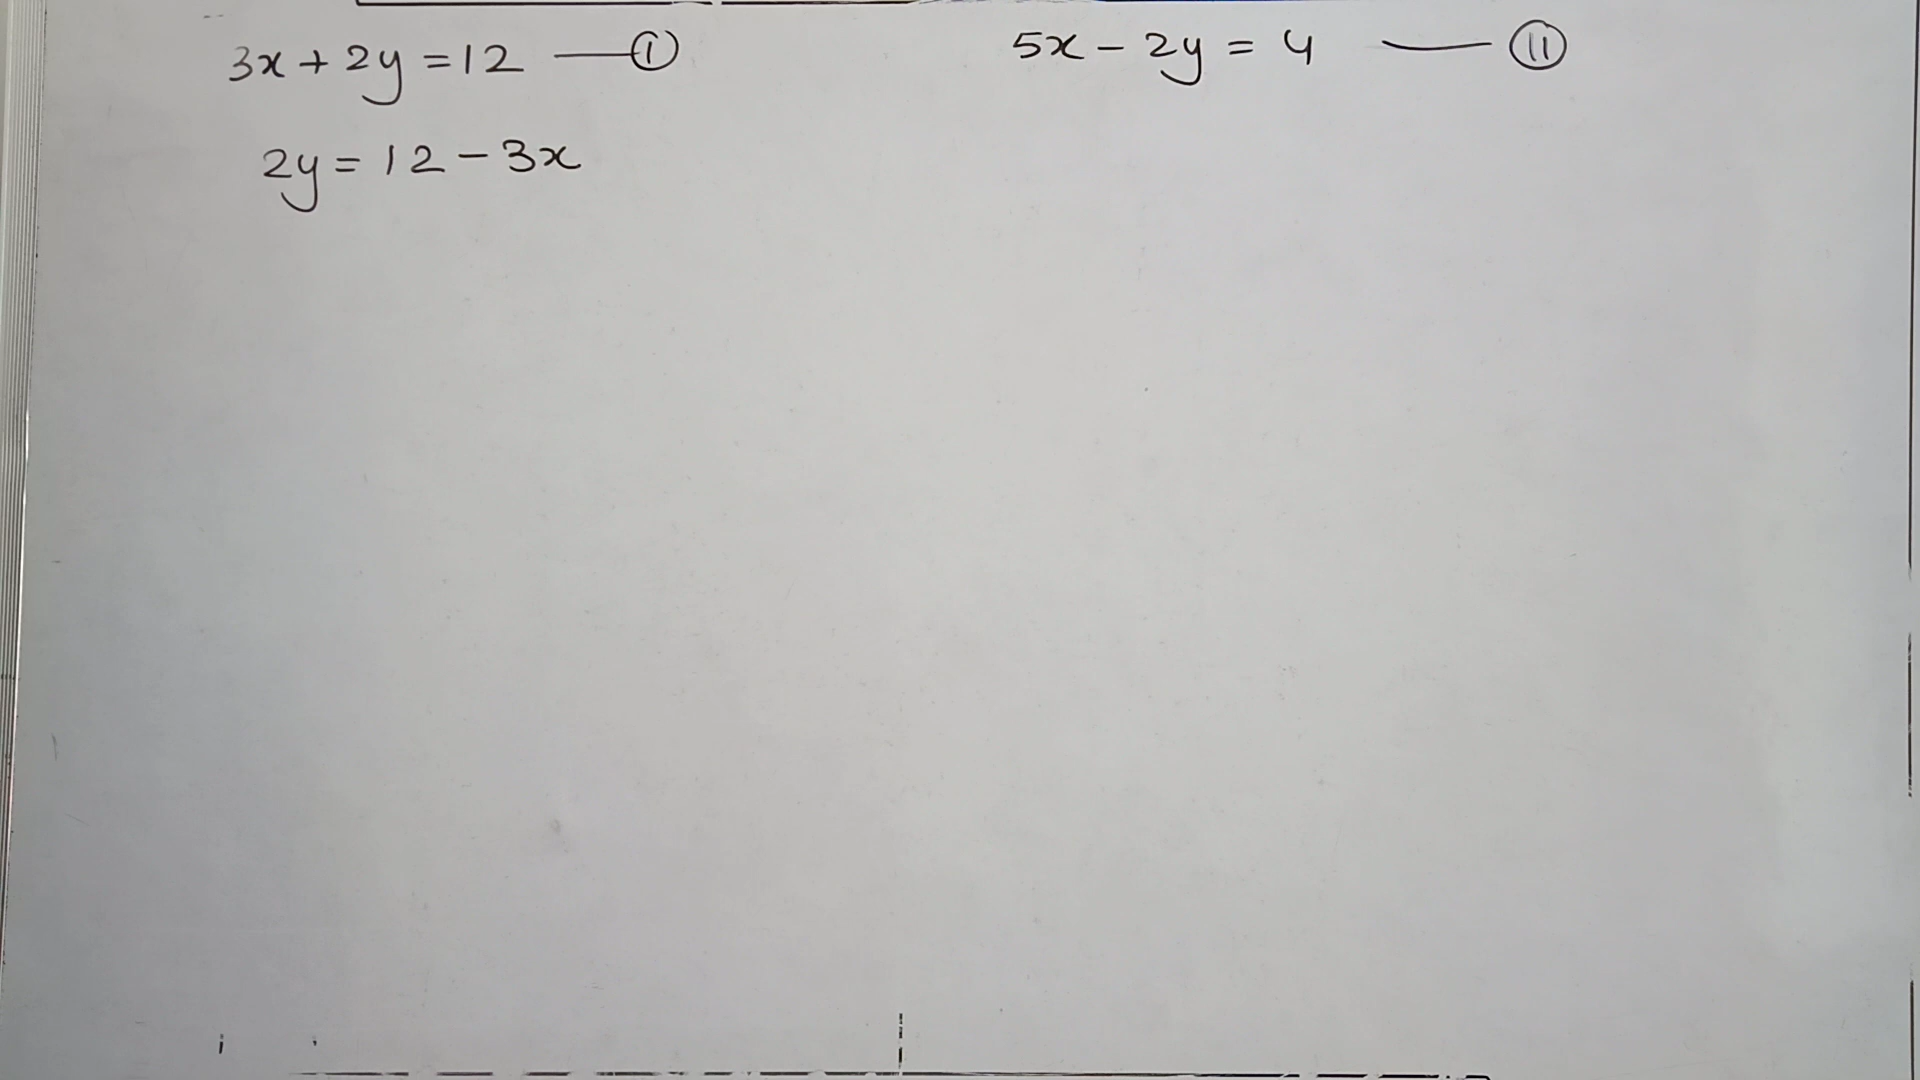 3x + 2y = 12 —— ①
5x - 2y = 4 —— ⑪
2y = 12 - 3x